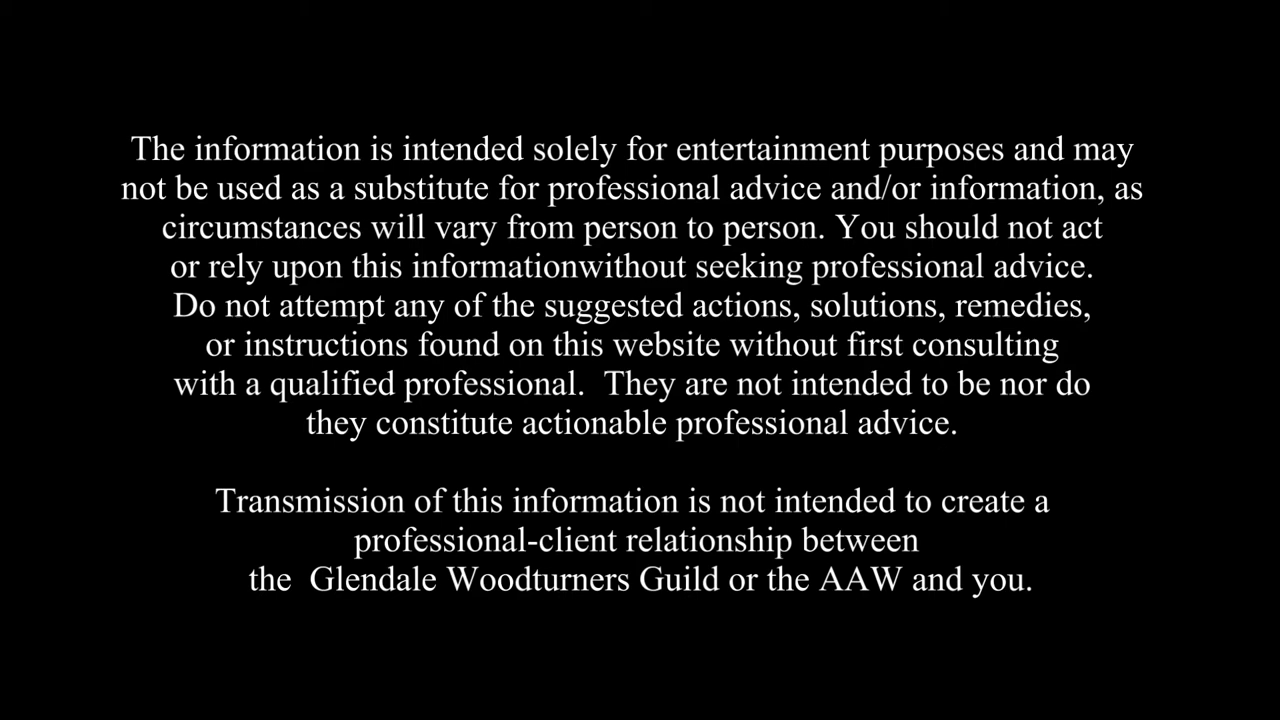 The information is intended solely for entertainment purposes and may
not be used as a substitute for professional advice and/or information, as
circumstances will vary from person to person. You should not act
or rely upon this informationwithout seeking professional advice.
Do not attempt any of the suggested actions, solutions, remedies,
or instructions found on this website without first consulting
with a qualified professional.  They are not intended to be nor do
they constitute actionable professional advice.
Transmission of this information is not intended to create a
professional-client relationship between
the  Glendale Woodturners Guild or the AAW and you.